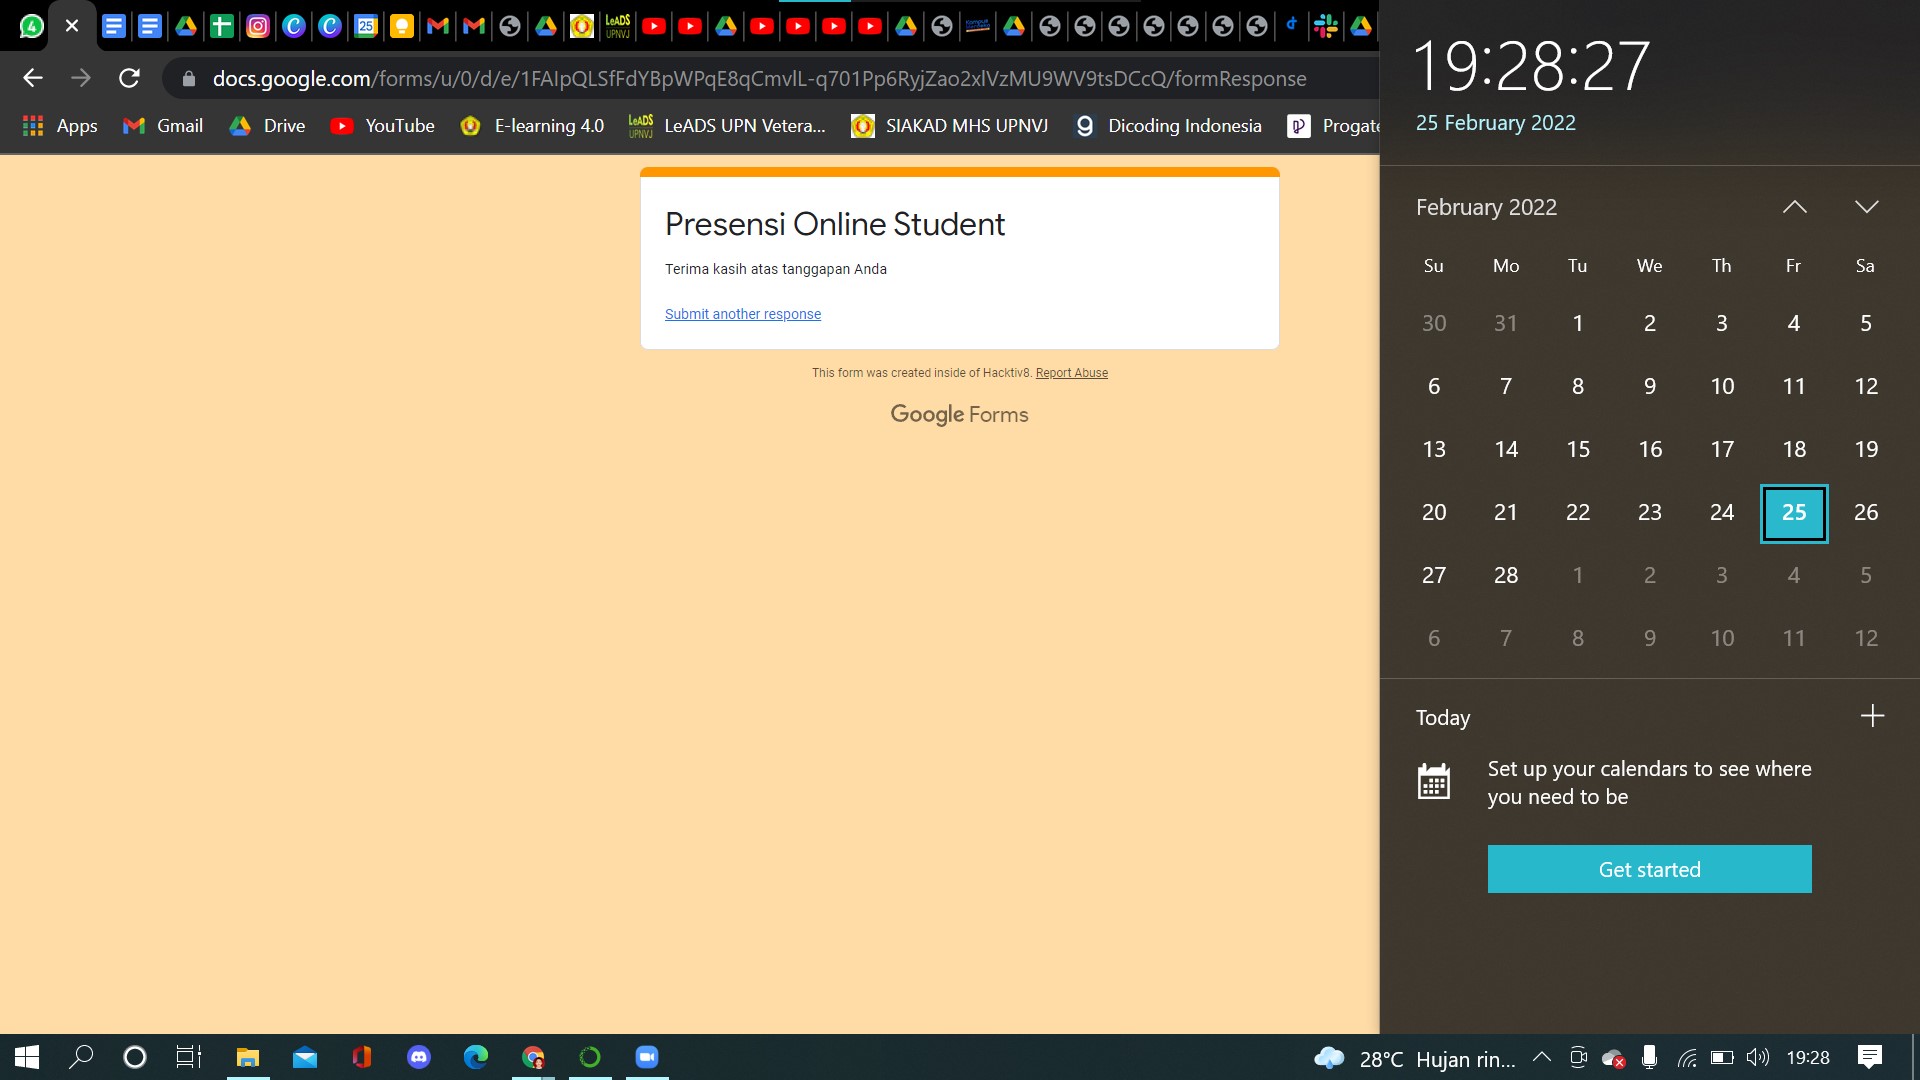 4
25
LeADS
UPNVJ
docs.google.com/forms/u/0/d/e/1FAIpQLSfFdYBpWPqE8qCmvlL-q701Pp6RyjZao2xlVzMU9WV9tsDCcQ/formResponse
Apps
Gmail
Drive
YouTube
E-learning 4.0
LeADS
UPNVJ
LeADS UPN Vetera...
SIAKAD MHS UPNVJ
Dicoding Indonesia
Progate
Presensi Online Student
Terima kasih atas tanggapan Anda
Submit another response
This form was created inside of Hacktiv8. Report Abuse
Google Forms
19:28:27
25 February 2022
February 2022
Su Mo Tu We Th Fr Sa
30 31 1 2 3 4 5
6 7 8 9 10 11 12
13 14 15 16 17 18 19
20 21 22 23 24 25 26
27 28 1 2 3 4 5
6 7 8 9 10 11 12
Today
Set up your calendars to see where
you need to be
Get started
28°C Hujan rin...
19:28